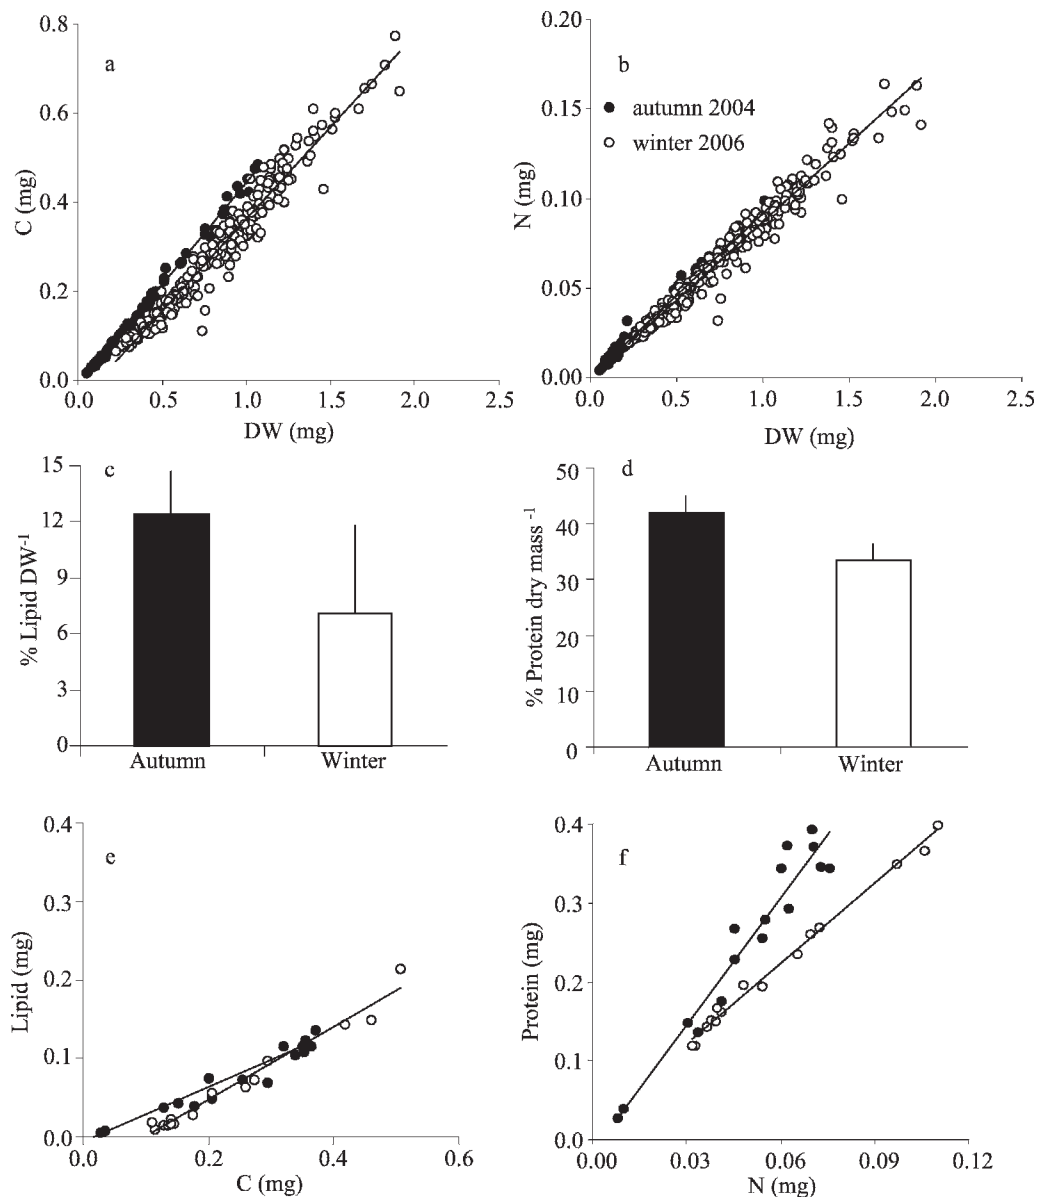 0.8
0.6
0.4
0.2
0.0
C (mg)
a
0.0 0.5 1.0 1.5 2.0 2.5
DW (mg)
0.20
0.15
0.10
0.05
0.00
N (mg)
b
autumn 2004
winter 2006
0.0 0.5 1.0 1.5 2.0 2.5
DW (mg)
15
12
9
6
3
0
% Lipid DW-1
c
Autumn Winter
50
40
30
20
10
0
% Protein dry mass -1
d
Autumn Winter
0.4
0.3
0.2
0.1
0.0
Lipid (mg)
e
0.0 0.2 0.4 0.6
C (mg)
0.4
0.3
0.2
0.1
0.0
Protein (mg)
f
0.00 0.03 0.06 0.09 0.12
N (mg)